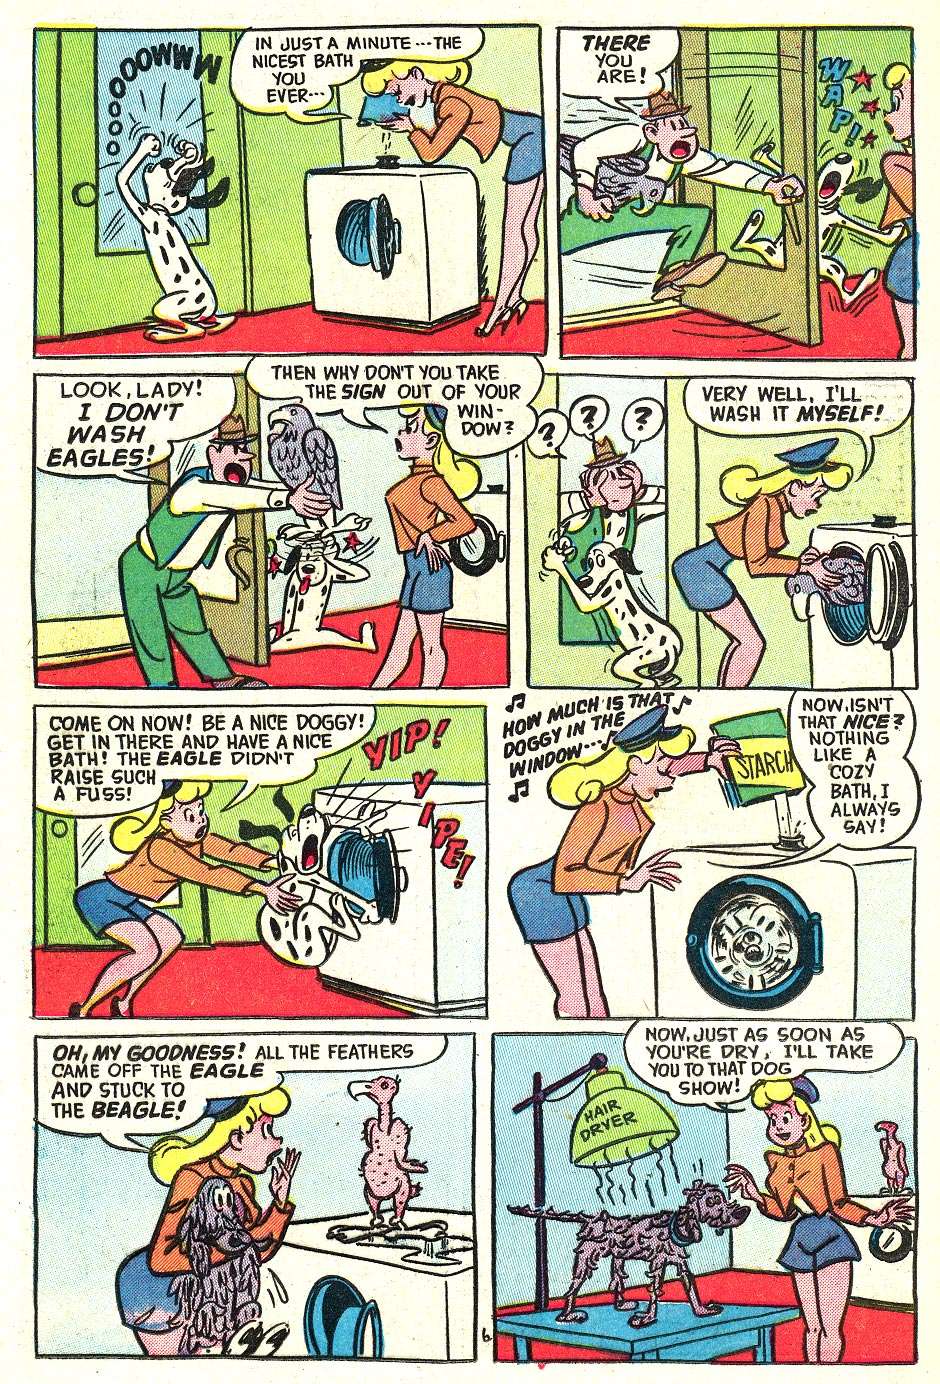 OOOOOOWWW
IN JUST A MINUTE---THE
NICEST BATH
YOU
EVER---
THERE
YOU
ARE!
WAP!
LOOK, LADY!
I DON'T
WASH
EAGLES!
THEN WHY DON'T YOU TAKE
THE SIGN OUT OF YOUR
WIN-
DOW?
?
?
?
VERY WELL, I'LL
WASH IT MYSELF!
COME ON NOW! BE A NICE DOGGY!
GET IN THERE AND HAVE A NICE
BATH! THE EAGLE DIDN'T
RAISE SUCH
A FUSS!
YIP!
YIPE!
HOW MUCH IS THAT
DOGGY IN THE
WINDOW---
STARCH
NOW, ISN'T
THAT NICE?
NOTHING
LIKE A
COZY
BATH, I
ALWAYS
SAY!
OH, MY GOODNESS! ALL THE FEATHERS
CAME OFF THE EAGLE
AND STUCK TO
THE BEAGLE!
NOW, JUST AS SOON AS
YOU'RE DRY, I'LL TAKE
YOU TO THAT DOG
SHOW!
HAIR
DRYER
6